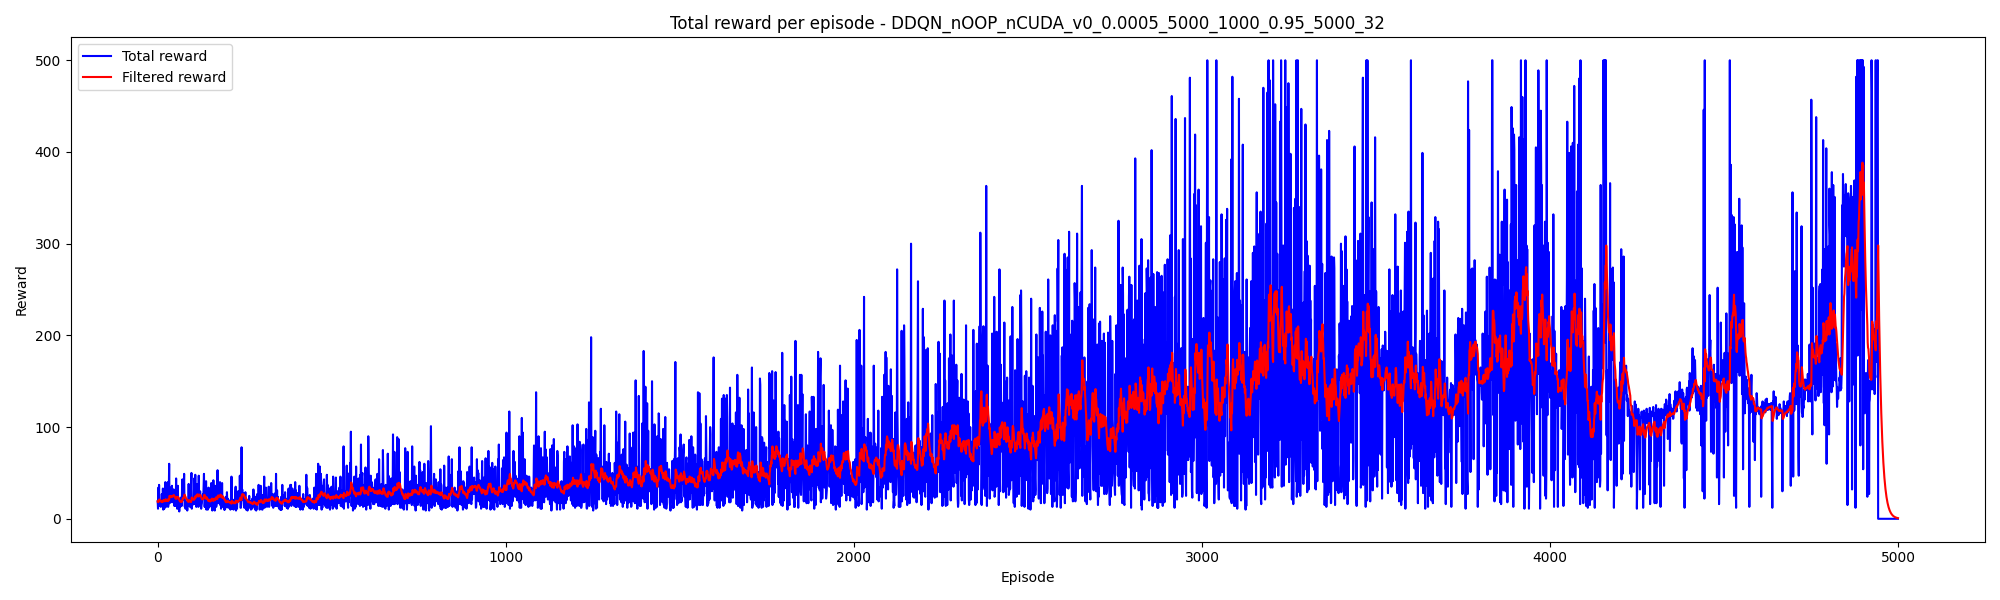 Total reward per episode - DDQN_nOOP_nCUDA_v0_0.0005_5000_1000_0.95_5000_32
Total reward
Filtered reward
Reward
500
400
300
200
100
0
0 1000 2000 3000 4000 5000
Episode